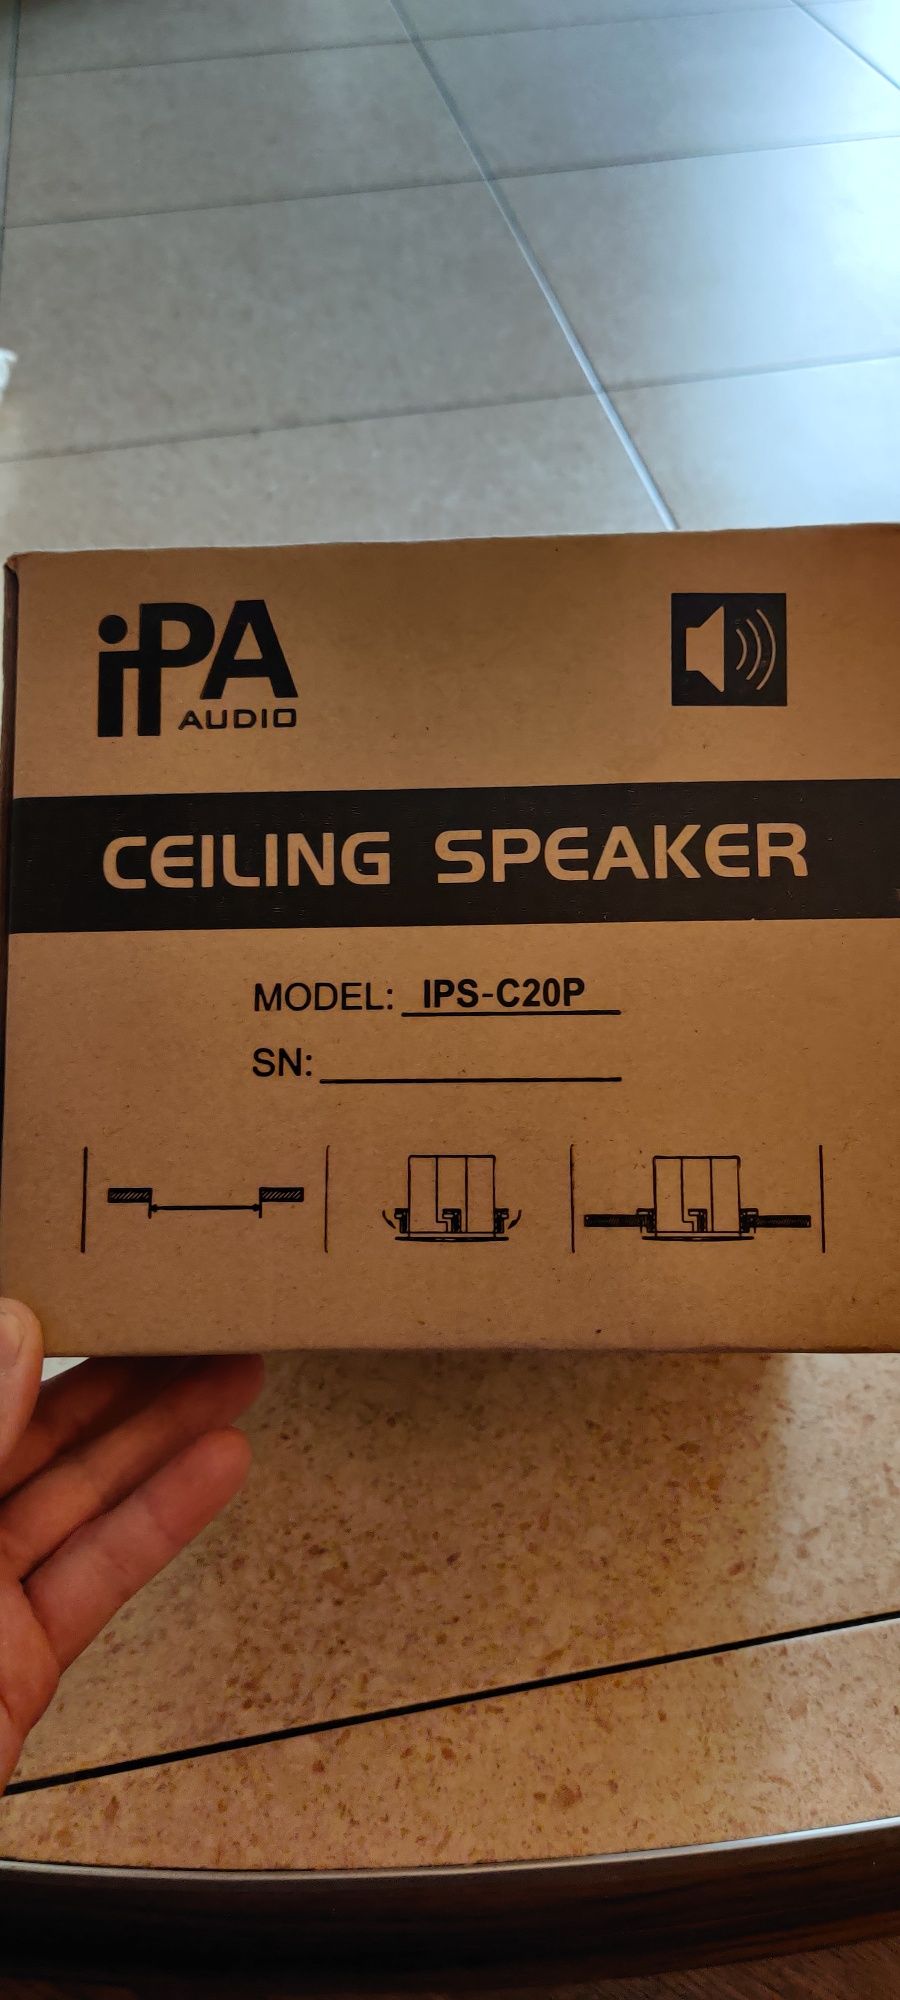 iPA
AUDIO
CEILING SPEAKER
MODEL: IPS-C20P
SN: